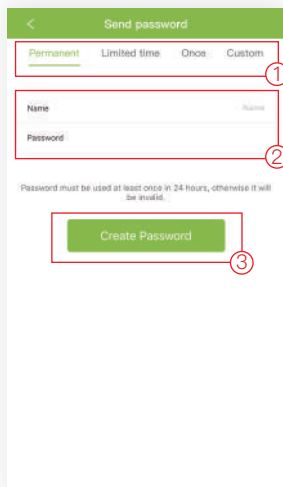 Send password
Permanent Limited time Once Custom
①
Name Name
Password
②
Password must be used at least once in 24 hours, otherwise it will
be invalid.
Create Password
③